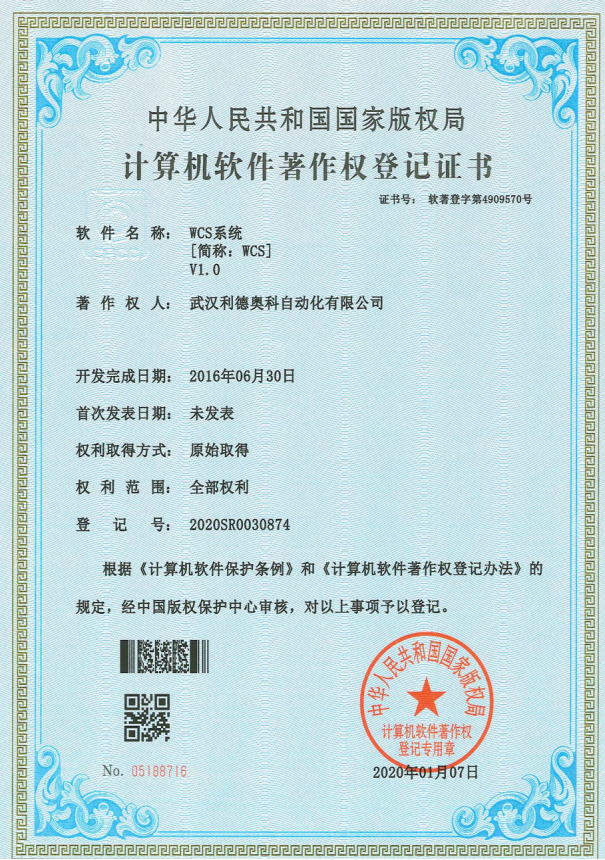 中华人民共和国国家版权局
计算机软件著作权登记证书
证书号： 软著登字第4909570号
软 件 名 称： WCS系统
[简称：WCS]
V1.0
著 作 权 人： 武汉利德奥科自动化有限公司
开发完成日期： 2016年06月30日
首次发表日期： 未发表
权利取得方式： 原始取得
权 利 范 围： 全部权利
登 记 号： 2020SR0030874
根据《计算机软件保护条例》和《计算机软件著作权登记办法》的
规定，经中国版权保护中心审核，对以上事项予以登记。
中华人民共和国国家版权局
计算机软件著作权
登记专用章
No. 05188716
2020年01月07日